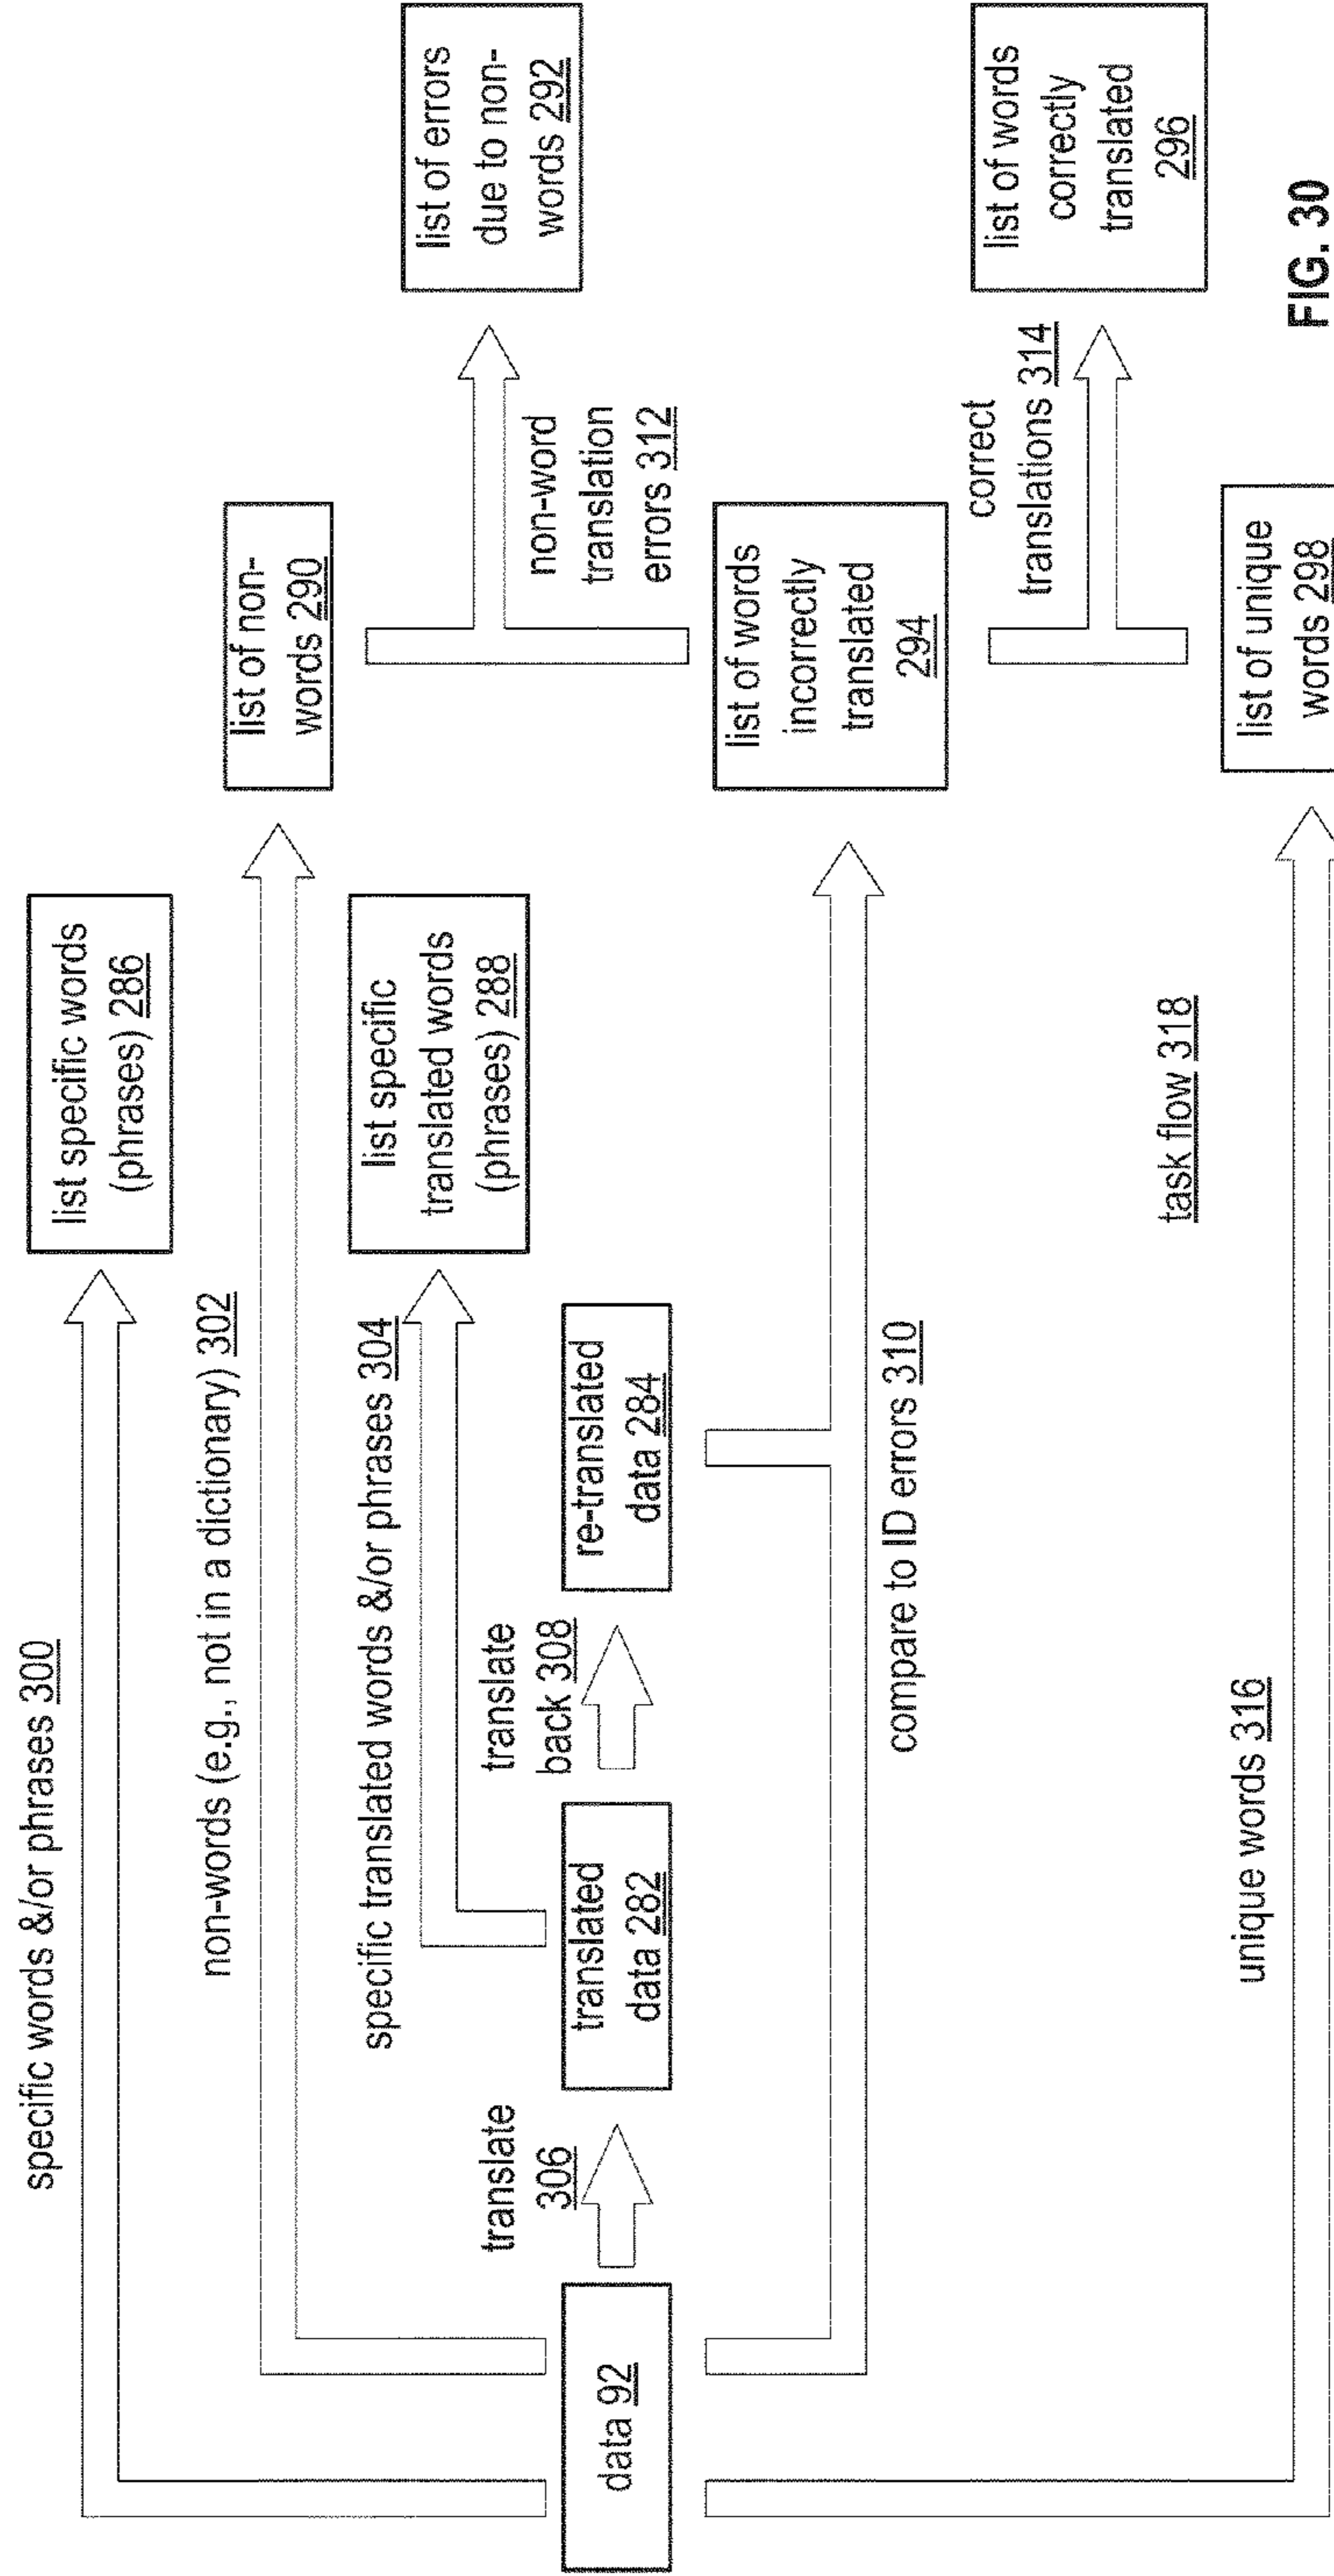 specific words &/or phrases 300
list specific words
(phrases) 286
non-words (e.g., not in a dictionary) 302
list of non-
words 290
specific translated words &/or phrases 304
list specific
translated words
(phrases) 288
list of errors
due to non-
words 292
non-word
translation
errors 312
translate
306
translate
back 308
data 92
translated
data 282
re-translated
data 284
list of words
incorrectly
translated
294
compare to ID errors 310
correct
translations 314
list of words
correctly
translated
296
task flow 318
unique words 316
list of unique
words 298
FIG. 30